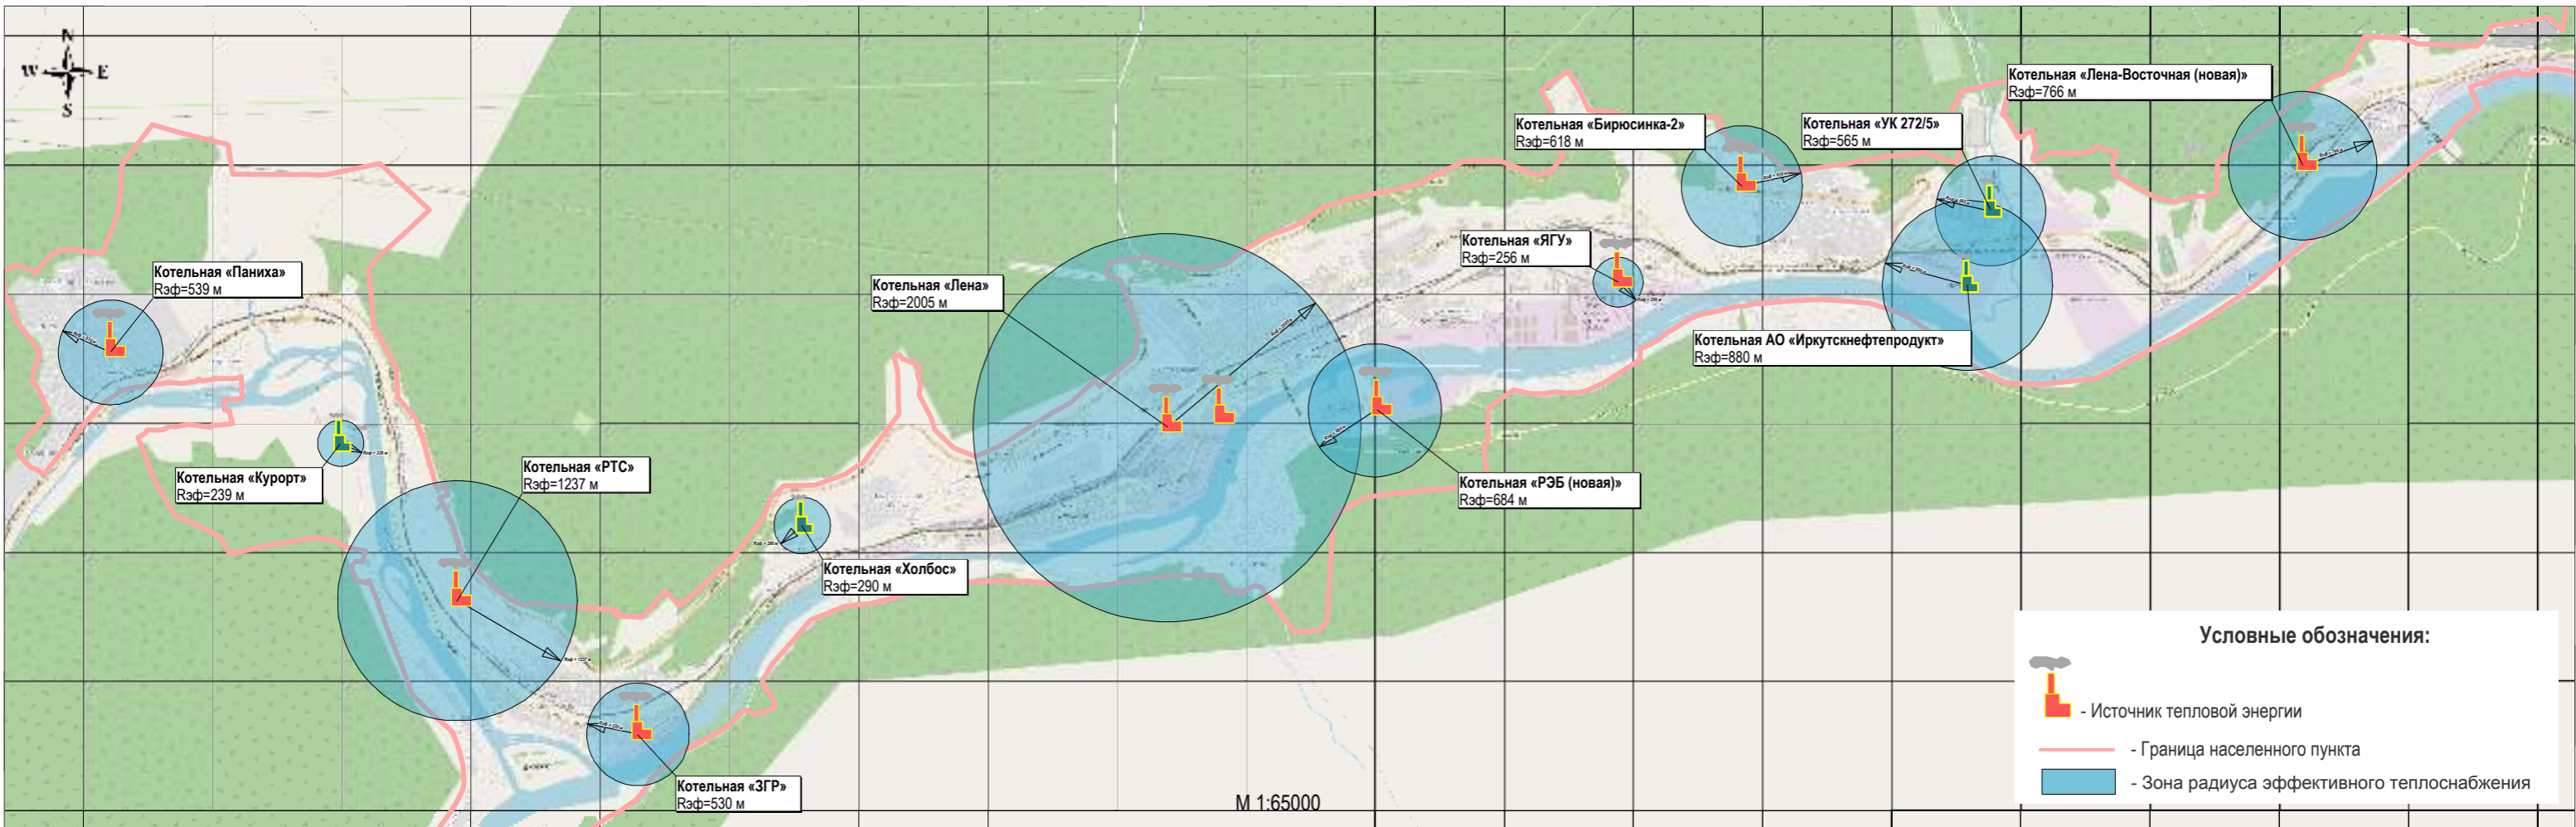 N
W
E
S
Котельная «Лена-Восточная (новая)»
Rэф=766 м
Котельная «Бирюсинка-2»
Rэф=618 м
Котельная «УК 272/5»
Rэф=565 м
Котельная «ЯГУ»
Rэф=256 м
Котельная «Паниха»
Rэф=539 м
Котельная «Лена»
Rэф=2005 м
Котельная АО «Иркутскнефтепродукт»
Rэф=880 м
Котельная «Курорт»
Rэф=239 м
Котельная «РТС»
Rэф=1237 м
Котельная «РЭБ (новая)»
Rэф=684 м
Котельная «Холбос»
Rэф=290 м
Котельная «ЗГР»
Rэф=530 м
М 1:65000
Условные обозначения:
- Источник тепловой энергии
- Граница населенного пункта
- Зона радиуса эффективного теплоснабжения